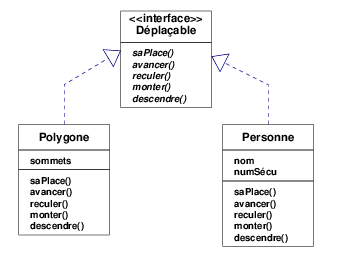 <<interface>>
Déplaçable
saPlace()
avancer()
reculer()
monter()
descendre()
Polygone
sommets
saPlace()
avancer()
reculer()
monter()
descendre()
Personne
nom
numSécu
saPlace()
avancer()
reculer()
monter()
descendre()